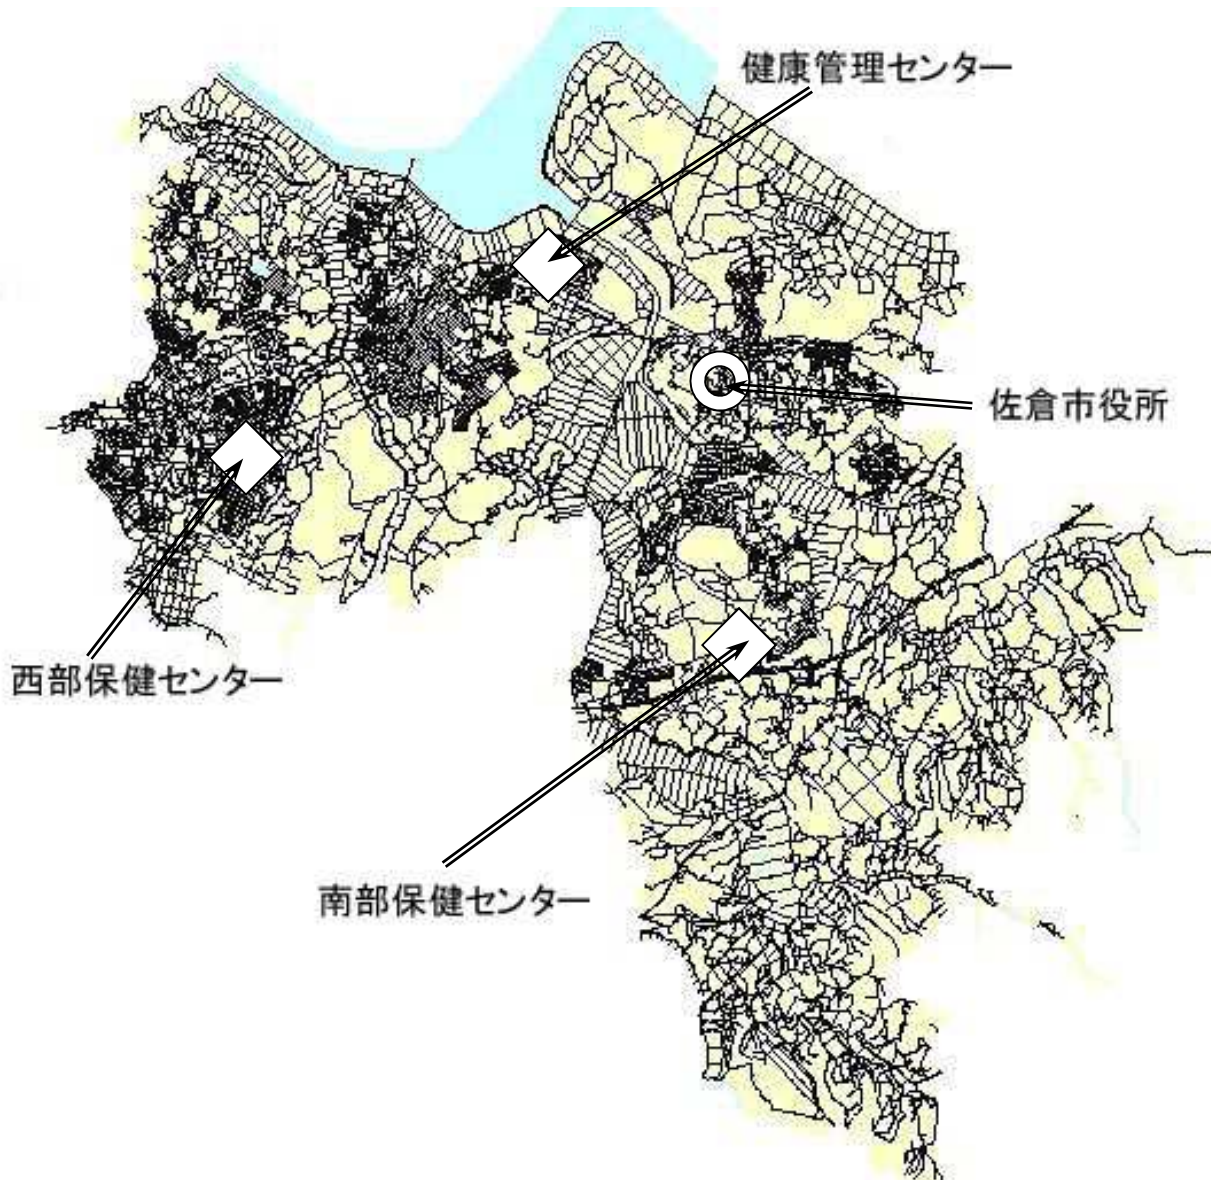 健康管理センター
佐倉市役所
西部保健センター
南部保健センター